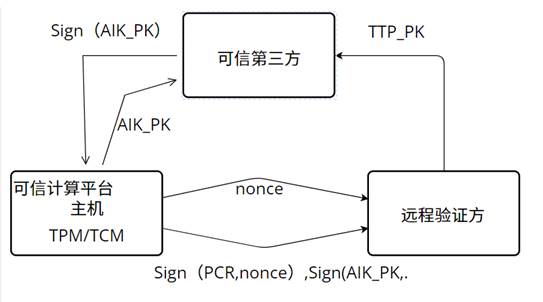 Sign（AIK_PK）
可信第三方
TTP_PK
AIK_PK
可信计算平台
主机
TPM/TCM
nonce
远程验证方
Sign（PCR,nonce）,Sign(AIK_PK,.